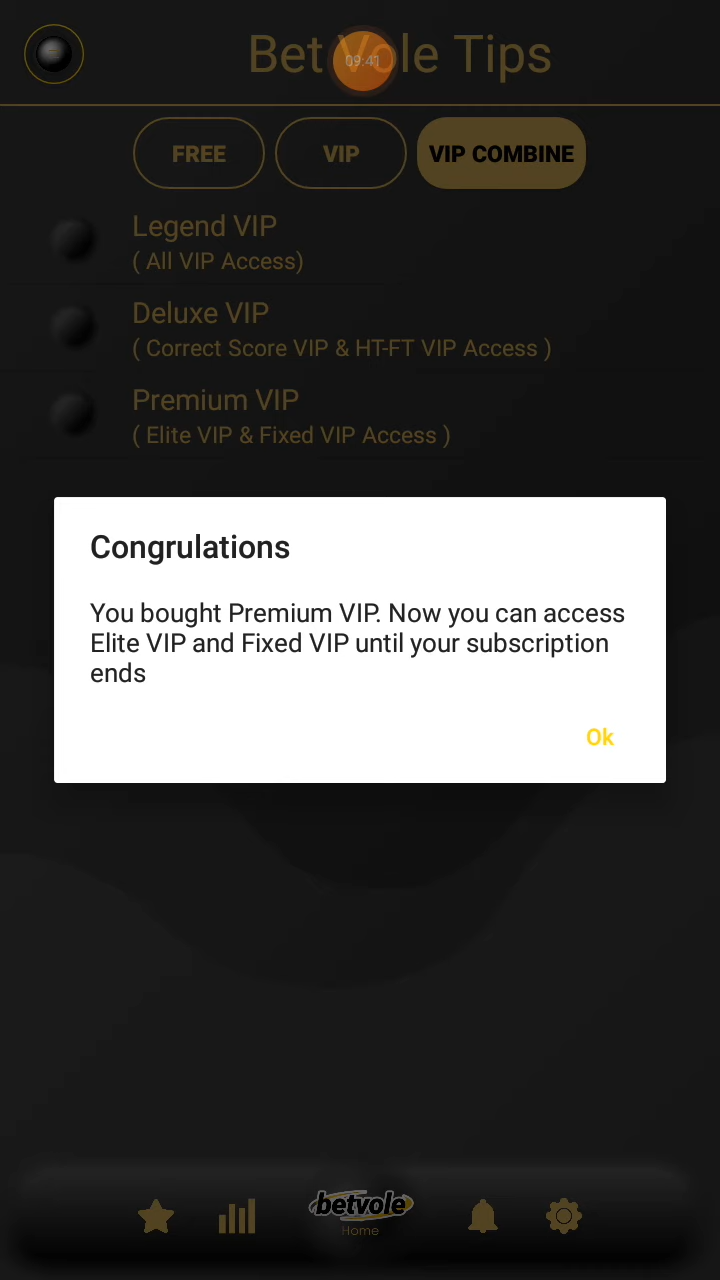 Bet Vole Tips
09:41
FREE
VIP
VIP COMBINE
Legend VIP
( All VIP Access)
Deluxe VIP
( Correct Score VIP & HT-FT VIP Access )
Premium VIP
( Elite VIP & Fixed VIP Access )
Congrulations
You bought Premium VIP. Now you can access
Elite VIP and Fixed VIP until your subscription
ends
Ok
betvole
Home